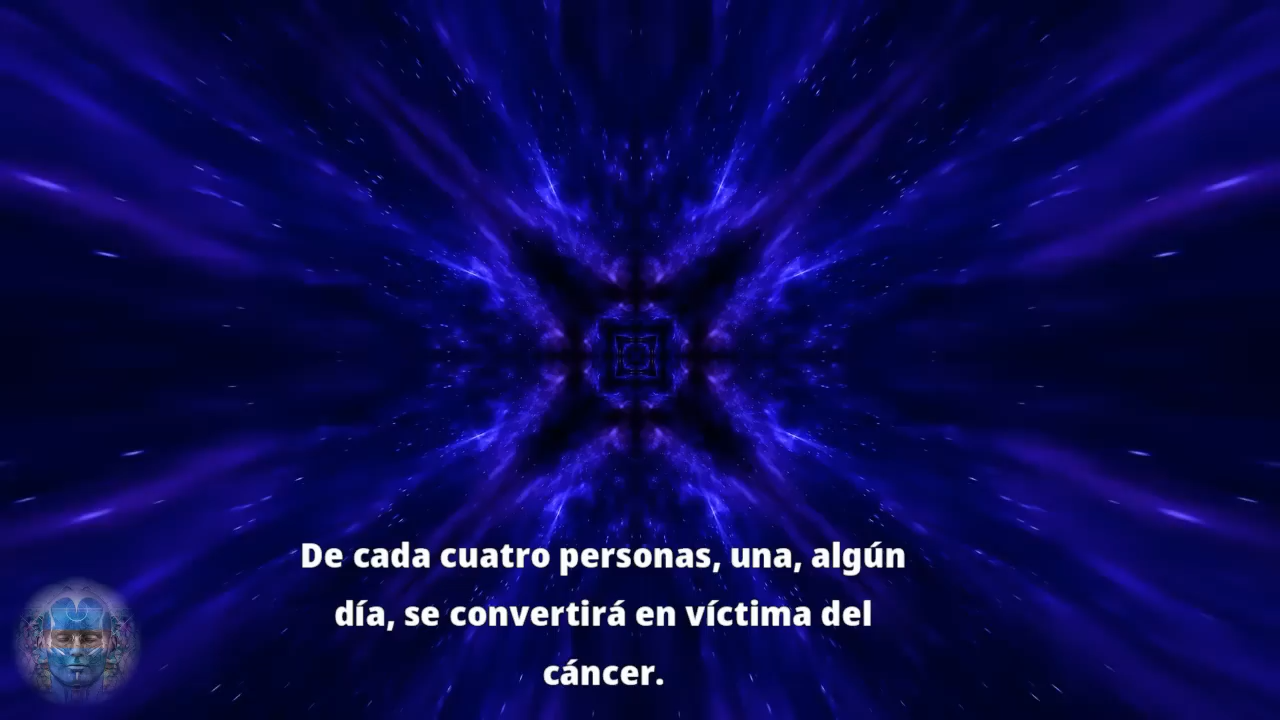 De cada cuatro personas, una, algún
día, se convertirá en víctima del
cáncer.